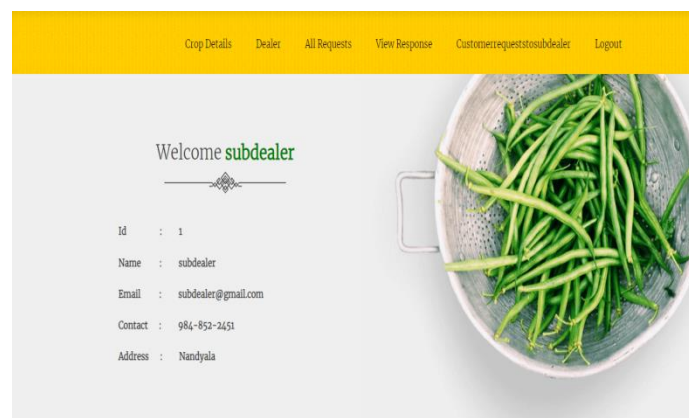 Crop Details Dealer All Requests View Response Customerrequeststosubdealer Logout
Welcome subdealer
Id : 1
Name : subdealer
Email : subdealer@gmail.com
Contact : 984-852-2451
Address : Nandyala